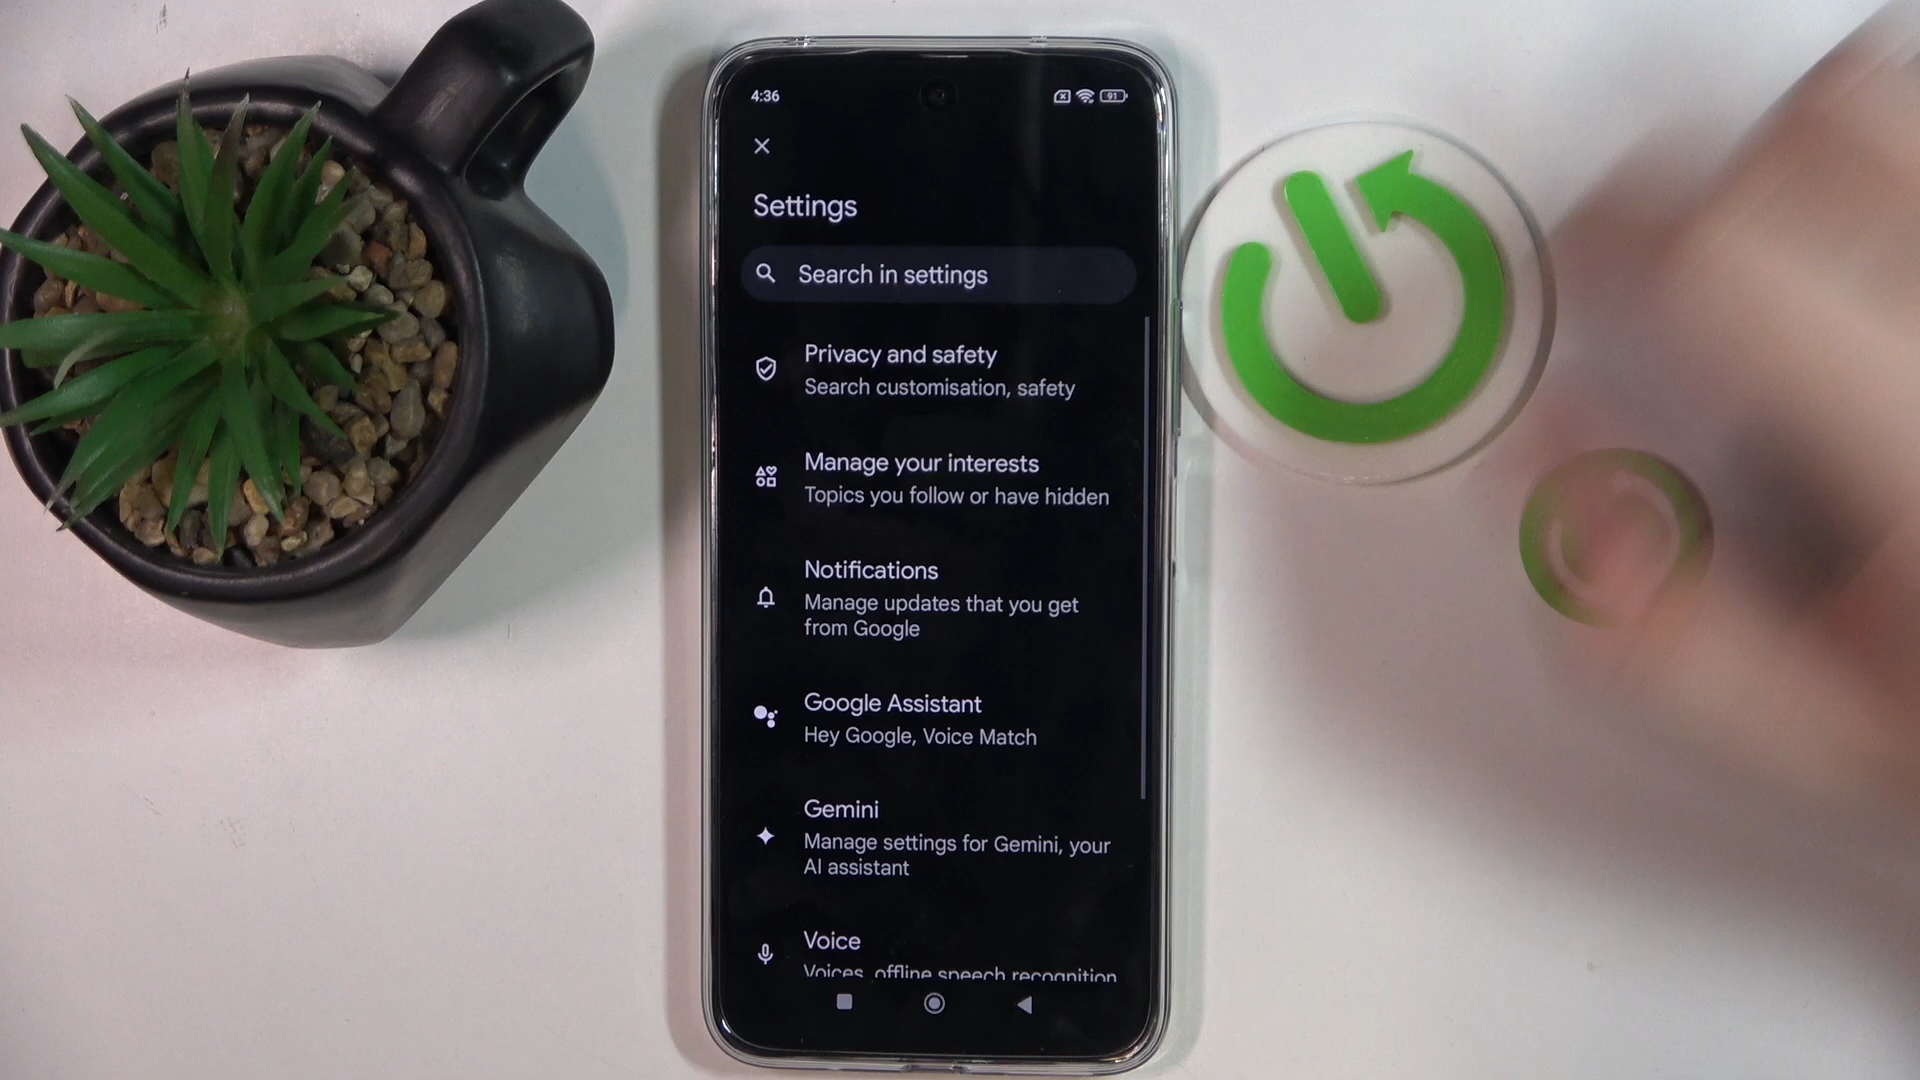 4:36
91
Settings
Search in settings
Privacy and safety
Search customisation, safety
Manage your interests
Topics you follow or have hidden
Notifications
Manage updates that you get
from Google
Google Assistant
Hey Google, Voice Match
Gemini
Manage settings for Gemini, your
AI assistant
Voice
Voices, offline speech recognition